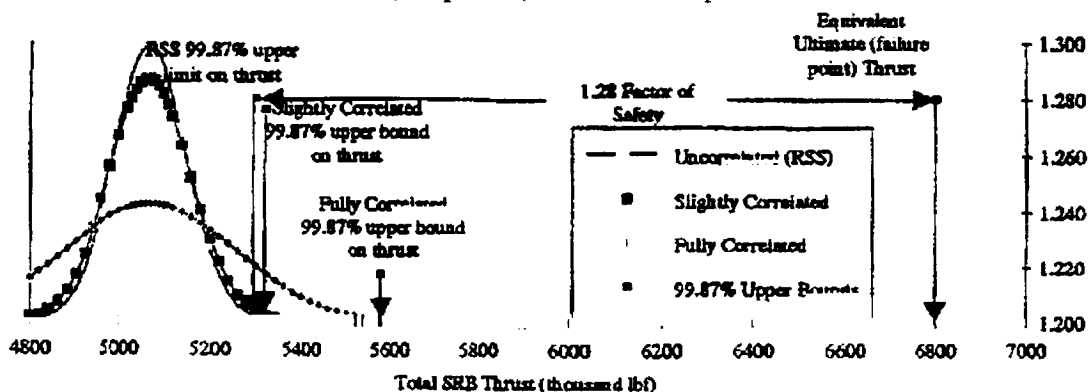 RSS 99.87% upper
limit on thrust
Slightly Correlated
99.87% upper bound
on thrust
Fully Correlated
99.87% upper bound
on thrust
Equivalent
Ultimate (failure
point) Thrust
1.28 Factor of
Safety
Uncorrelated (RSS)
Slightly Correlated
Fully Correlated
99.87% Upper Bounds
1.300
1.280
1.260
1.240
1.220
1.200
4800 5000 5200 5400 5600 6000 6200 6400 6600 6800 7000
Total SRB Thrust (thousand lbf)